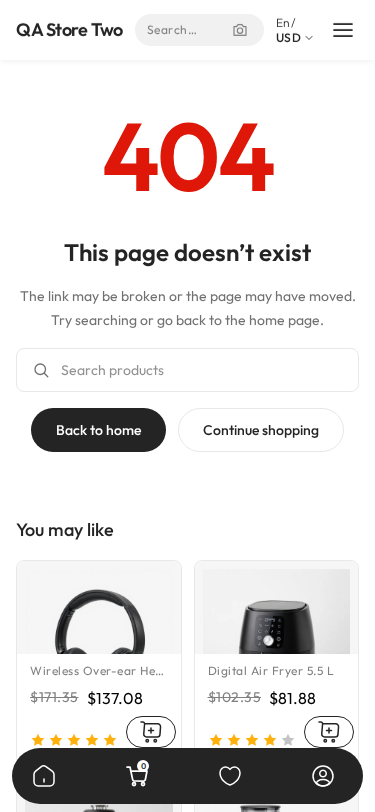 QA Store Two
Search...
En/
USD
404
This page doesn’t exist
The link may be broken or the page may have moved.
Try searching or go back to the home page.
Search products
Back to home
Continue shopping
You may like
Wireless Over-ear He...
$171.35 $137.08
Digital Air Fryer 5.5 L
$102.35 $81.88
0